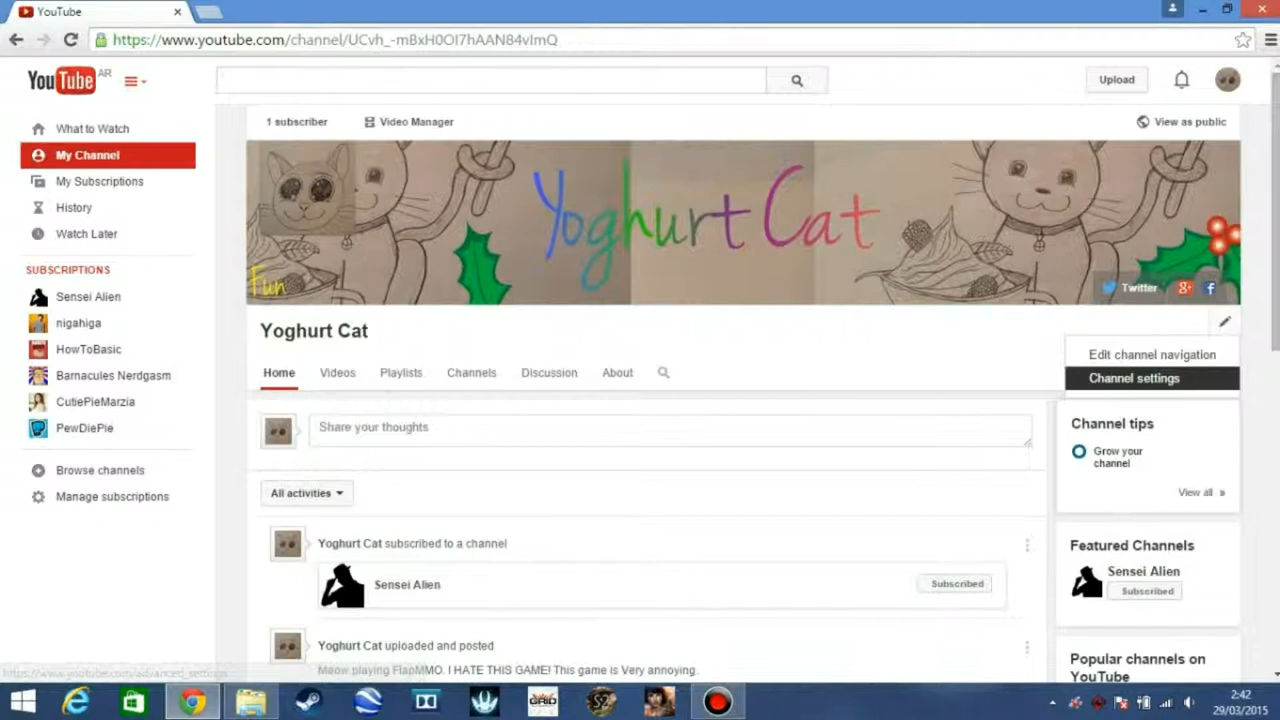 YouTube
https://www.youtube.com/channel/UCvh_-mBxH0OI7hAAN84vImQ
YouTube AR
Upload
What to Watch
My Channel
My Subscriptions
History
Watch Later
SUBSCRIPTIONS
Sensei Alien
nigahiga
HowToBasic
Barnacules Nerdgasm
CutiePieMarzia
PewDiePie
Browse channels
Manage subscriptions
1 subscriber
Video Manager
View as public
Yoghurt Cat
Fun
Twitter
Yoghurt Cat
Edit channel navigation
Channel settings
Home
Videos
Playlists
Channels
Discussion
About
Share your thoughts
All activities
Yoghurt Cat subscribed to a channel
Sensei Alien
Subscribed
Yoghurt Cat uploaded and posted
Meow playing FlapMMO. I HATE THIS GAME! This game is Very annoying.
Channel tips
Grow your
channel
View all »
Featured Channels
Sensei Alien
Subscribed
Popular channels on
YouTube
https://www.youtube.com/advanced_settings
GRID
2:42
29/03/2015